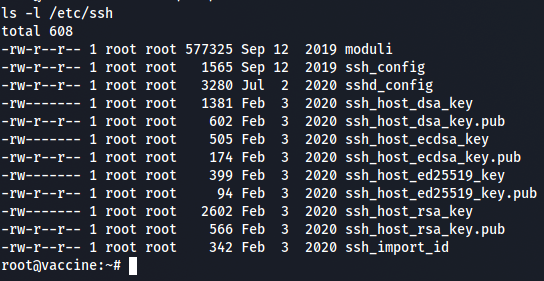 ls -l /etc/ssh
total 608
-rw-r--r-- 1 root root 577325 Sep 12  2019 moduli
-rw-r--r-- 1 root root   1565 Sep 12  2019 ssh_config
-rw-r--r-- 1 root root   3280 Jul  2  2020 sshd_config
-rw------- 1 root root   1381 Feb  3  2020 ssh_host_dsa_key
-rw-r--r-- 1 root root    602 Feb  3  2020 ssh_host_dsa_key.pub
-rw------- 1 root root    505 Feb  3  2020 ssh_host_ecdsa_key
-rw-r--r-- 1 root root    174 Feb  3  2020 ssh_host_ecdsa_key.pub
-rw------- 1 root root    399 Feb  3  2020 ssh_host_ed25519_key
-rw-r--r-- 1 root root     94 Feb  3  2020 ssh_host_ed25519_key.pub
-rw------- 1 root root   2602 Feb  3  2020 ssh_host_rsa_key
-rw-r--r-- 1 root root    566 Feb  3  2020 ssh_host_rsa_key.pub
-rw-r--r-- 1 root root    342 Feb  3  2020 ssh_import_id
root@vaccine:~#